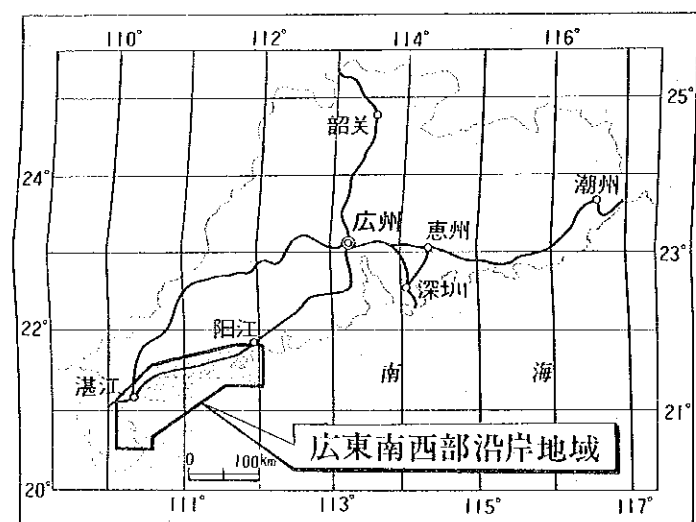 110° 112° 114° 116°
25°
韶关
24°
潮州
広州 恵州
23°
深圳
阳江
22°
湛江 南 海
21°
広東南西部沿岸地域
0 100km
20°
111° 113° 115° 117°